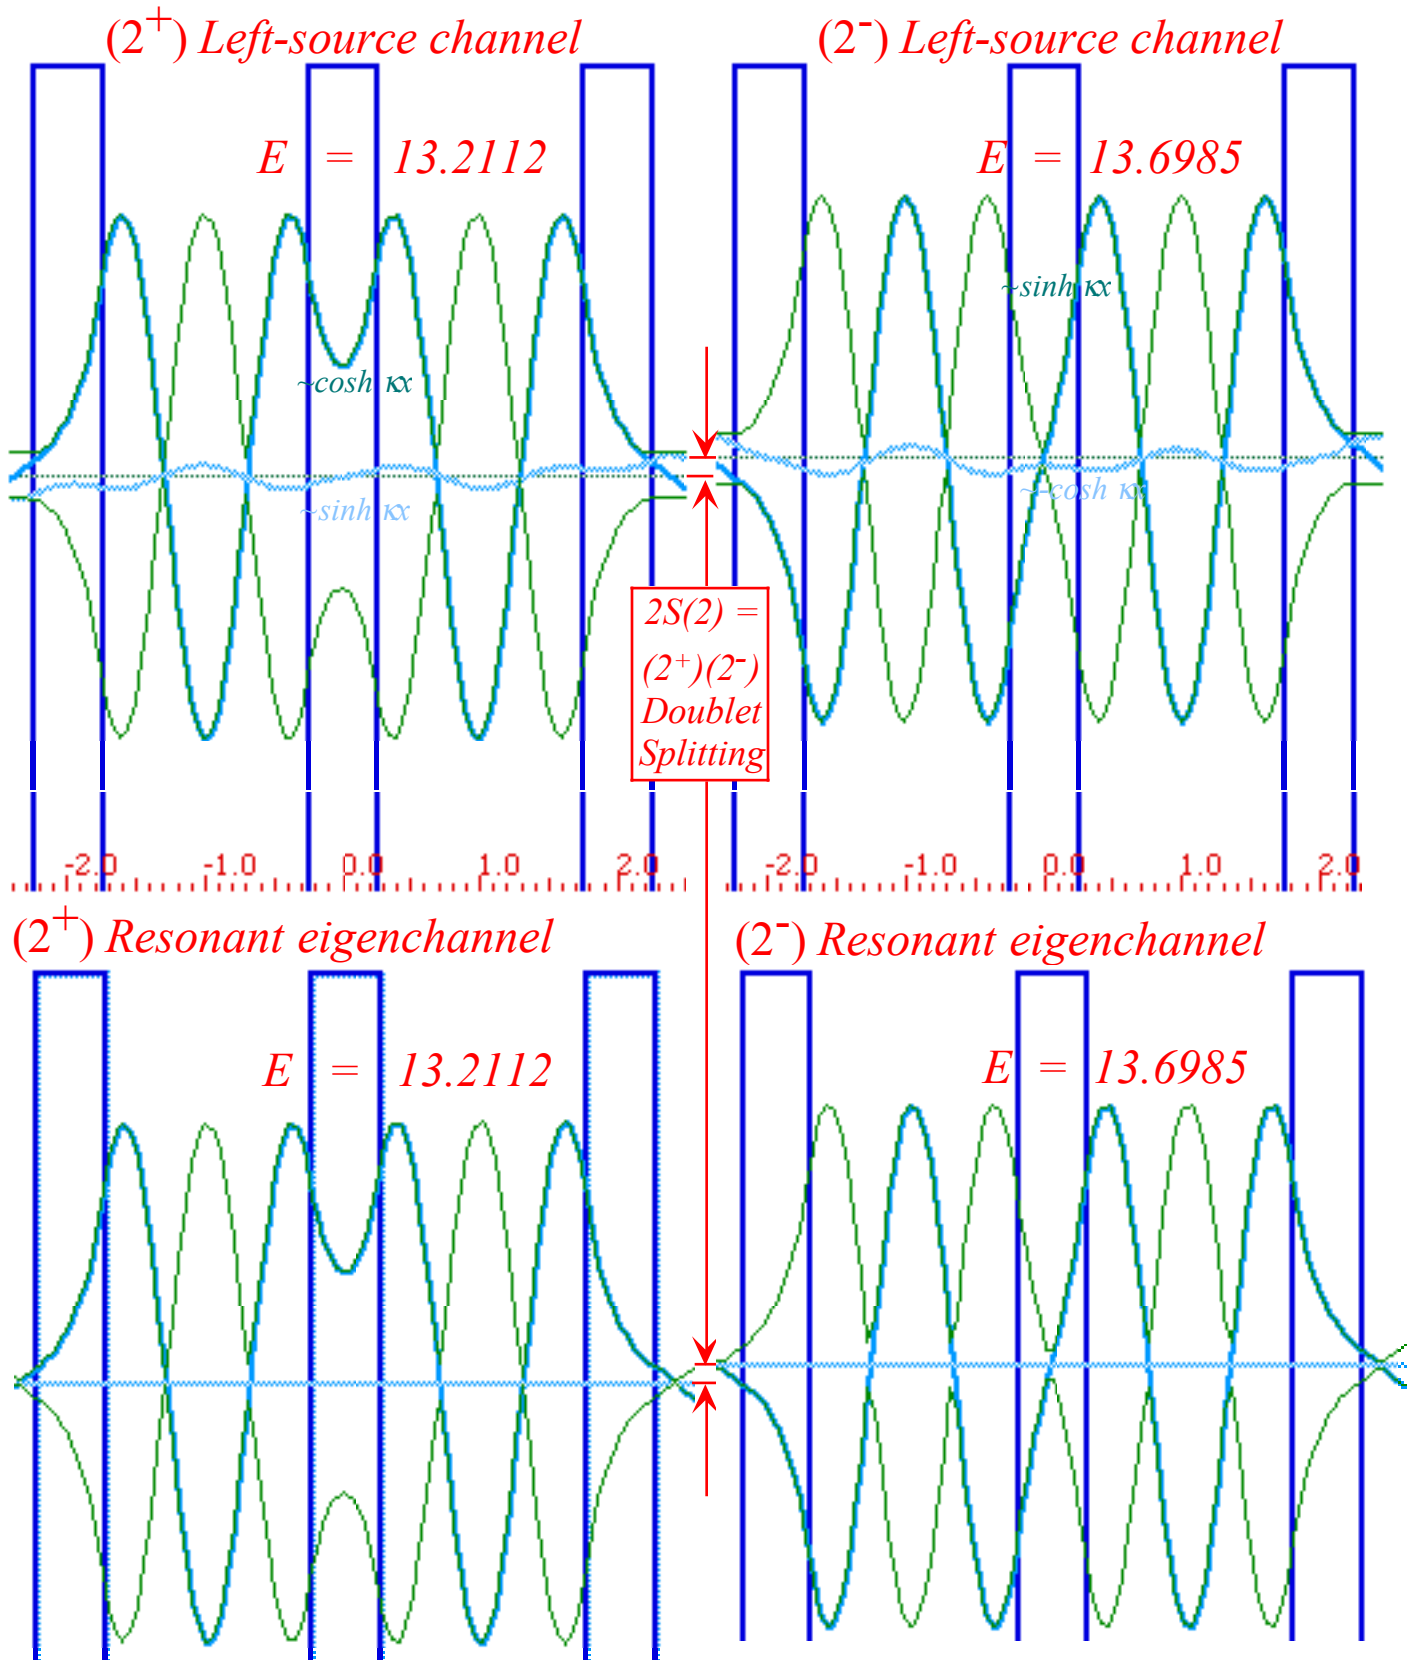 (2⁺) Left-source channel
(2⁻) Left-source channel
E = 13.2112
E = 13.6985
~sinh κx
~cosh κx
~-cosh κx
~sinh κx
2S(2) =
(2⁺)(2⁻)
Doublet
Splitting
-2.0 -1.0 0.0 1.0 2.0
-2.0 -1.0 0.0 1.0 2.0
(2⁺) Resonant eigenchannel
(2⁻) Resonant eigenchannel
E = 13.2112
E = 13.6985